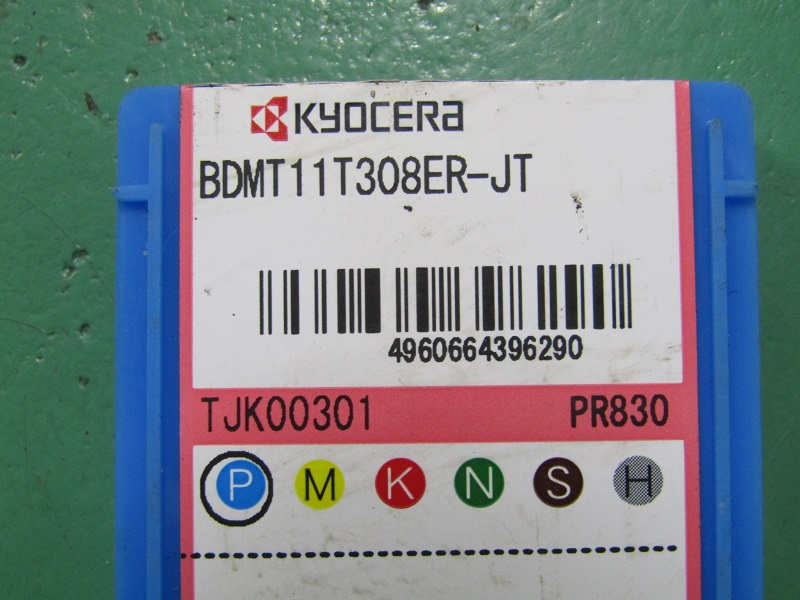 KYOCERA
BDMT11T308ER-JT
4960664396290
TJK00301 PR830
P M K N S H